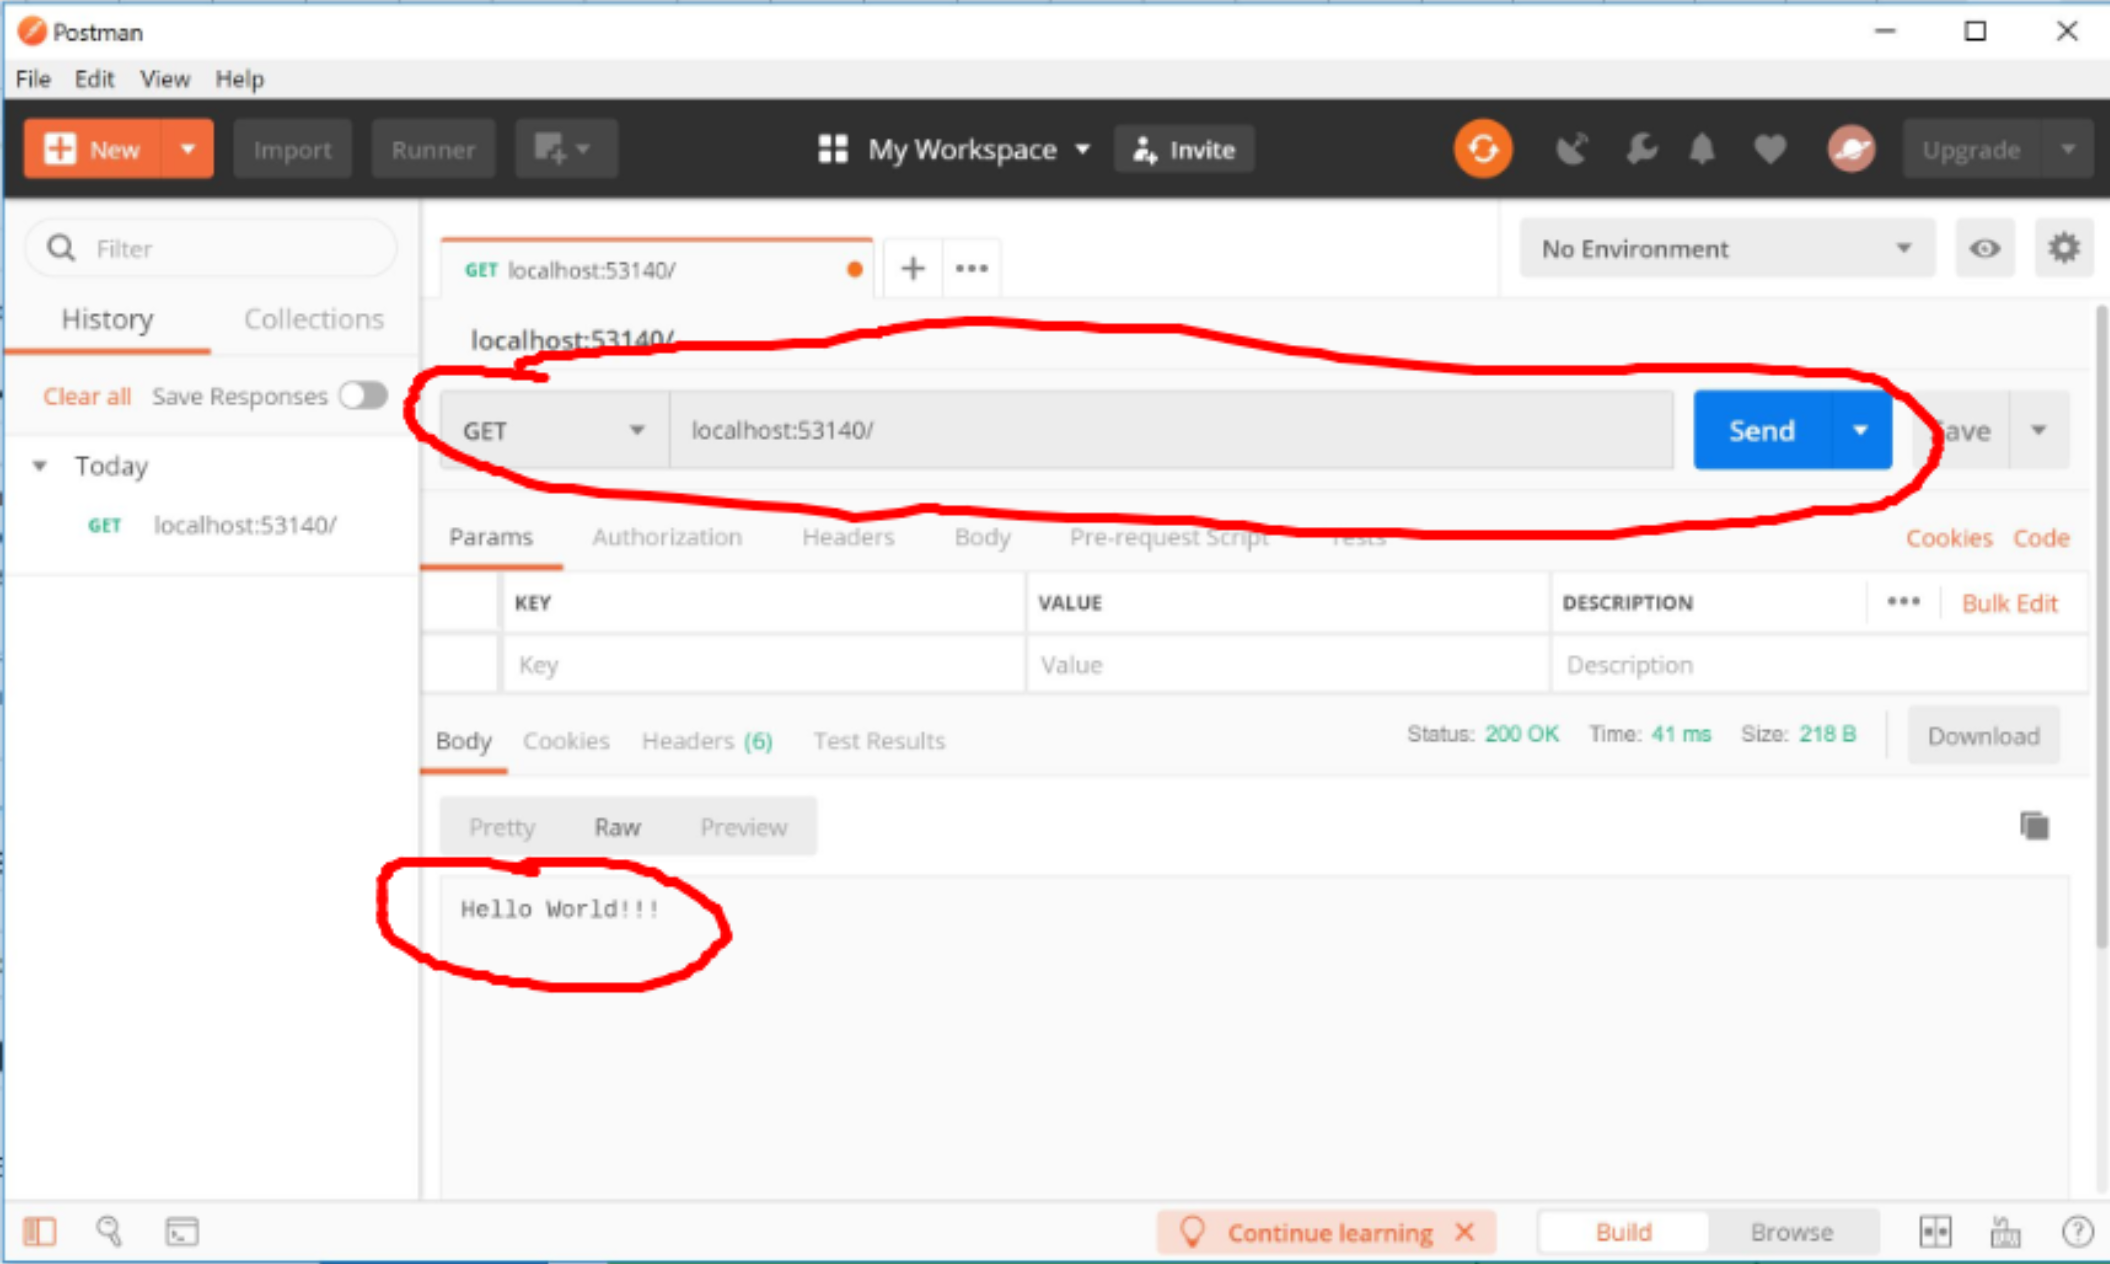 Postman
File Edit View Help
New Import Runner My Workspace Invite Upgrade
Filter
History Collections
Clear all Save Responses
Today
GET localhost:53140/
GET localhost:53140/
No Environment
localhost:53140/
GET localhost:53140/ Send ave
Params Authorization Headers Body Pre-request Script Tests Cookies Code
KEY VALUE DESCRIPTION ••• Bulk Edit
Key Value Description
Body Cookies Headers (6) Test Results Status: 200 OK Time: 41 ms Size: 218 B Download
Pretty Raw Preview
Hello World!!!
Continue learning Build Browse